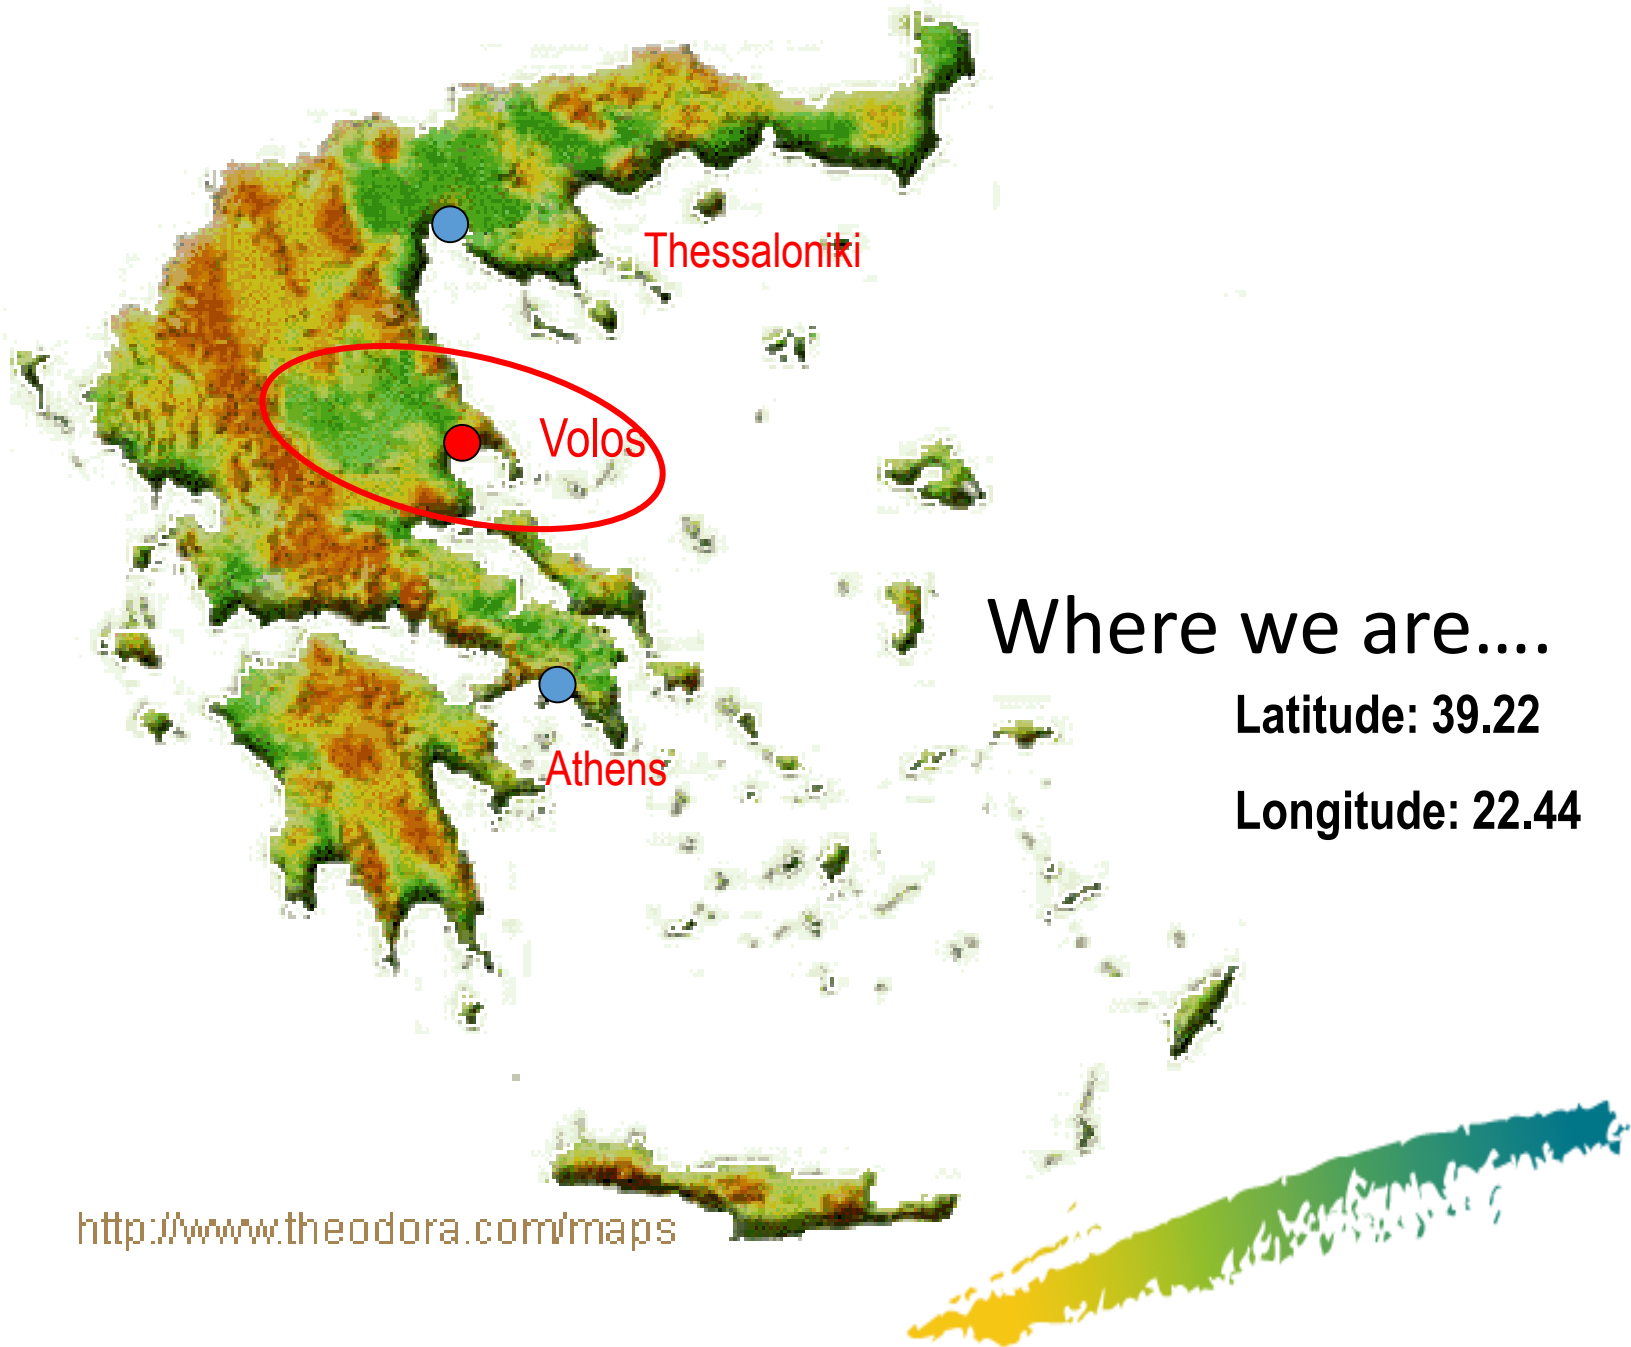 Thessaloniki
Volos
Where we are....
Latitude: 39.22
Athens
Longitude: 22.44
http://www.theodora.com/maps